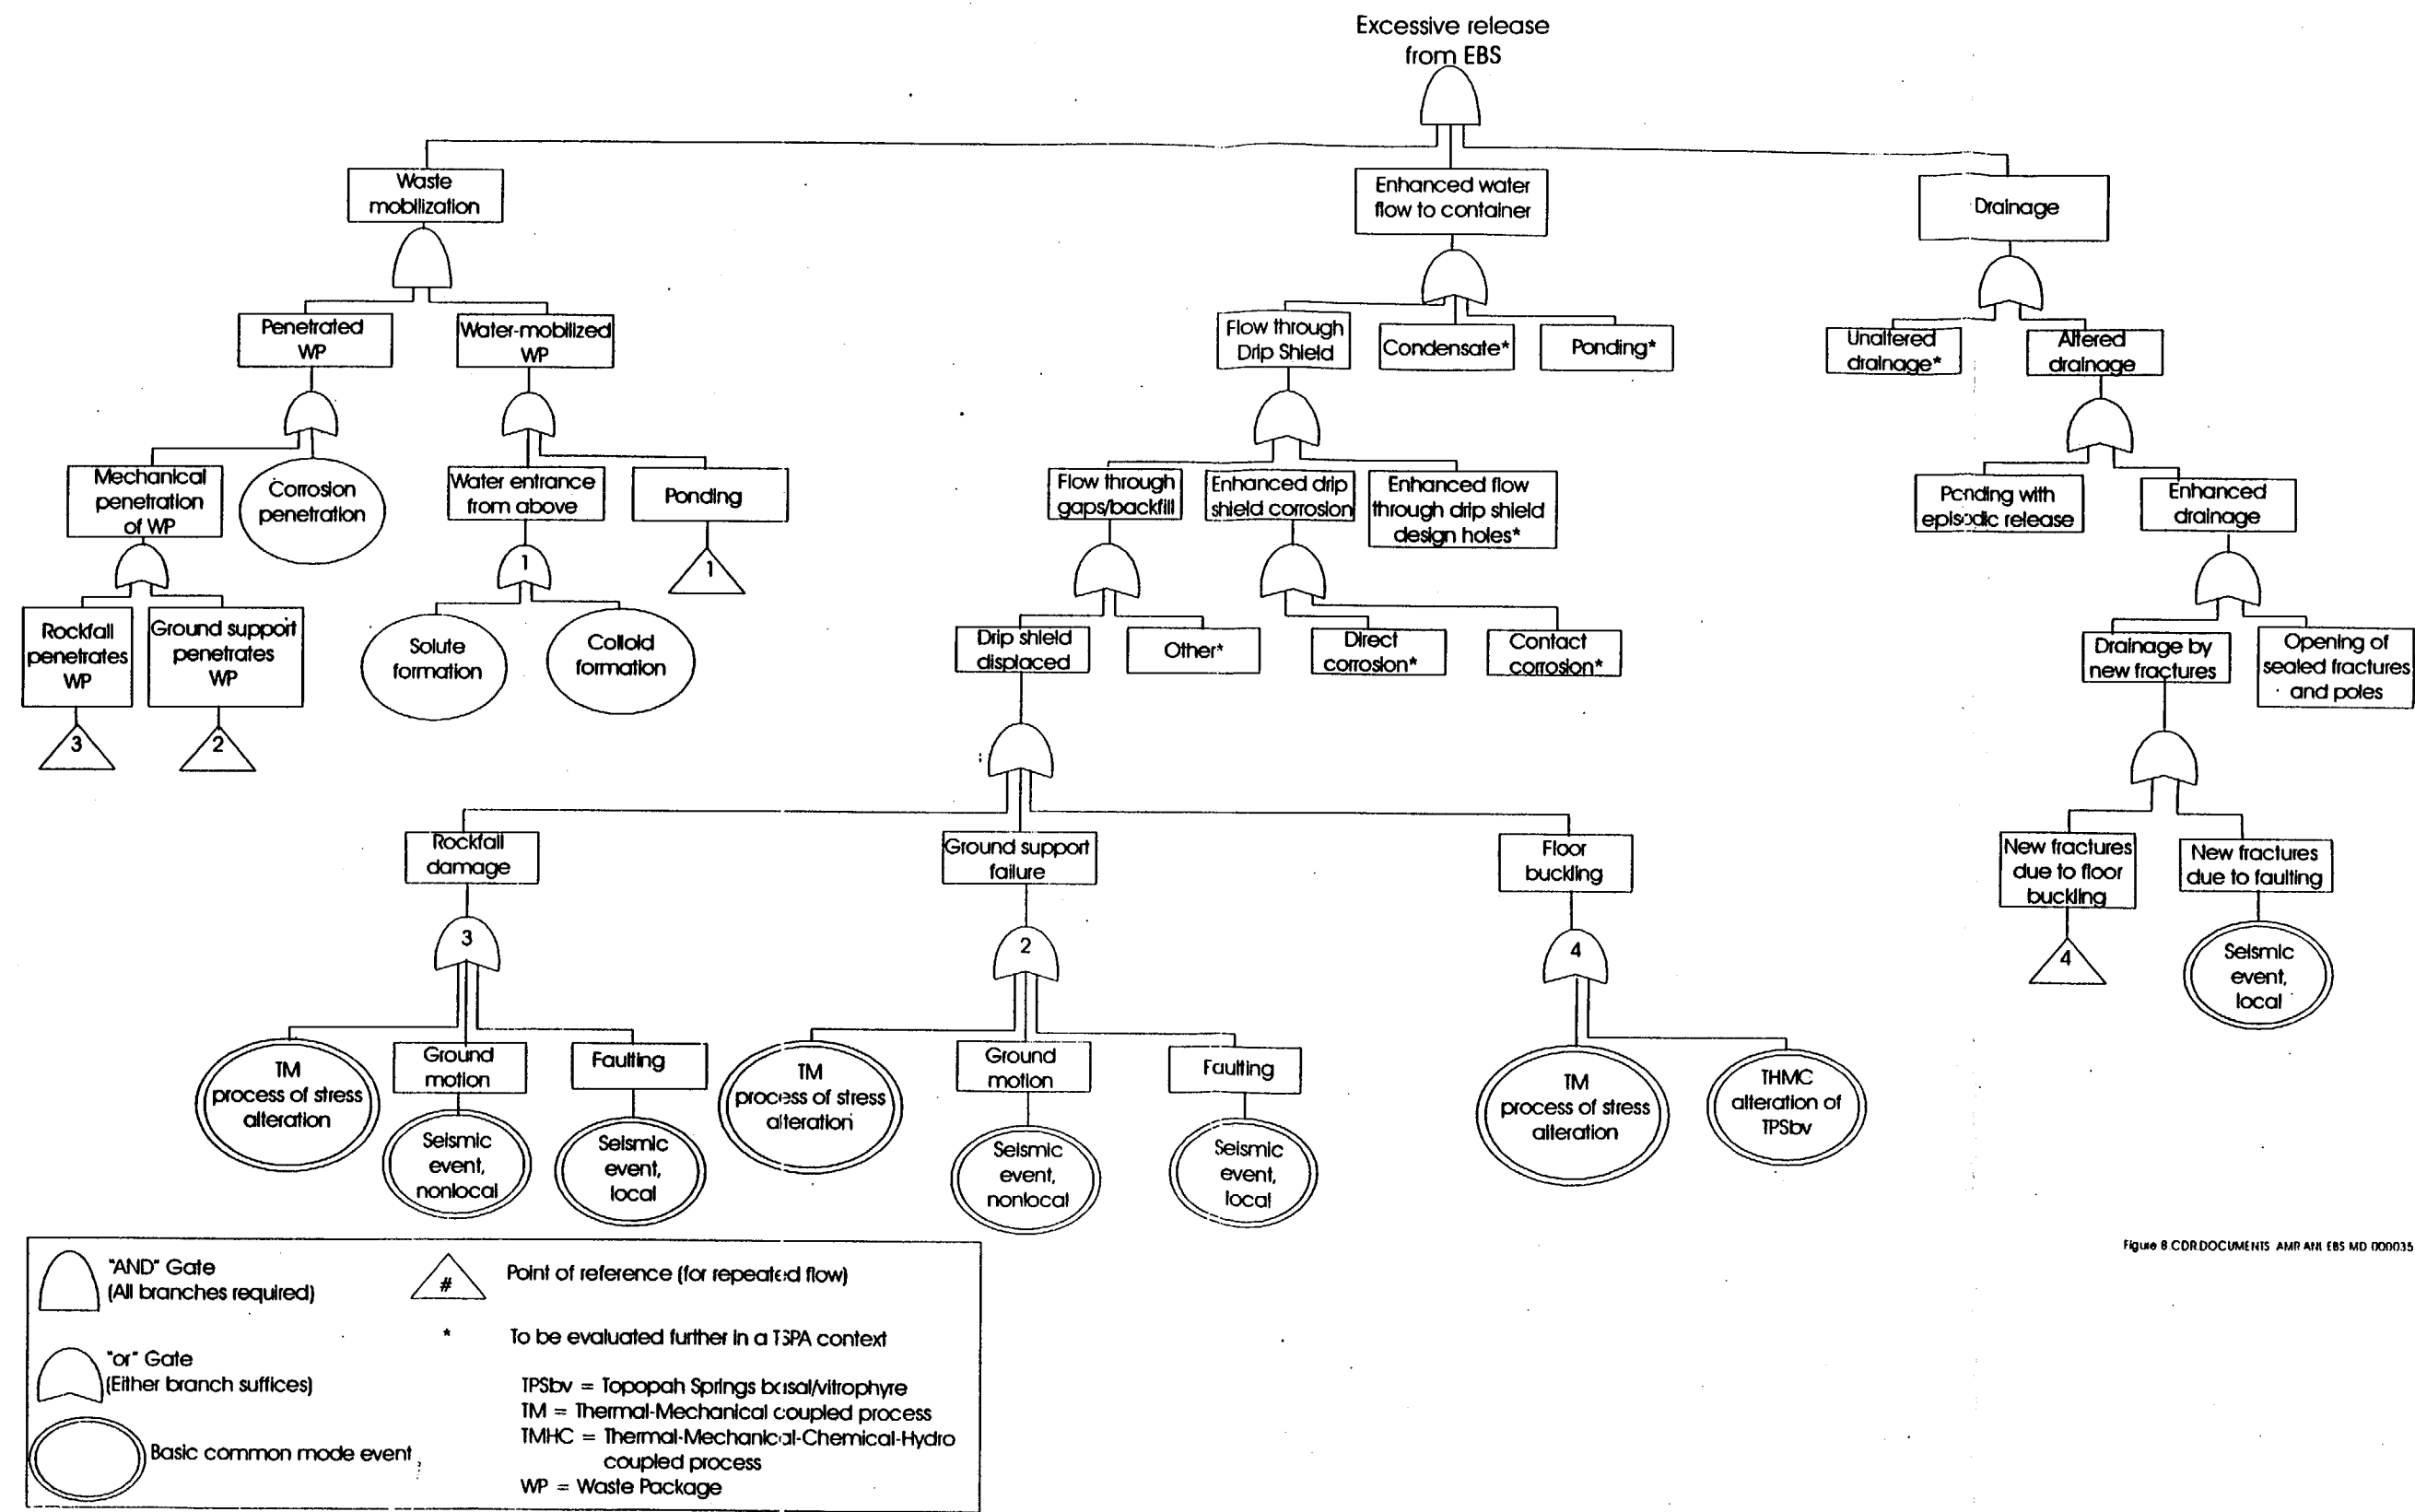 Excessive release
from EBS
Waste
mobilization
Enhanced water
flow to container
Drainage
Penetrated
WP
Water-mobilized
WP
Flow through
Drip Shield
Condensate*
Ponding*
Unaltered
drainage*
Altered
drainage
Mechanical
penetration
of WP
Corrosion
penetration
Water entrance
from above
Ponding
Flow through
gaps/backfill
Enhanced drip
shield corrosion
Enhanced flow
through drip shield
design holes*
Ponding with
episodic release
Enhanced
drainage
1
1
Rockfall
penetrates
WP
Ground support
penetrates
WP
Solute
formation
Colloid
formation
Drip shield
displaced
Other*
Direct
corrosion*
Contact
corrosion*
Drainage by
new fractures
Opening of
sealed fractures
and poles
3
2
Rockfall
damage
Ground support
failure
Floor
buckling
New fractures
due to floor
buckling
New fractures
due to faulting
3
2
4
4
Seismic
event,
local
TM
process of stress
alteration
Ground
motion
Faulting
TM
process of stress
alteration
Ground
motion
Faulting
TM
process of stress
alteration
THMC
alteration of
TPSbv
Seismic
event,
nonlocal
Seismic
event,
local
Seismic
event,
nonlocal
Seismic
event,
local
Figure 8.CDR.DOCUMENTS AMR ANL EBS MD 000035
"AND" Gate
(All branches required)
# Point of reference (for repeated flow)
* To be evaluated further in a TSPA context
"or" Gate
(Either branch suffices)
TPSbv = Topopah Springs basal/vitrophyre
TM = Thermal-Mechanical coupled process
TMHC = Thermal-Mechanical-Chemical-Hydro
coupled process
WP = Waste Package
Basic common mode event